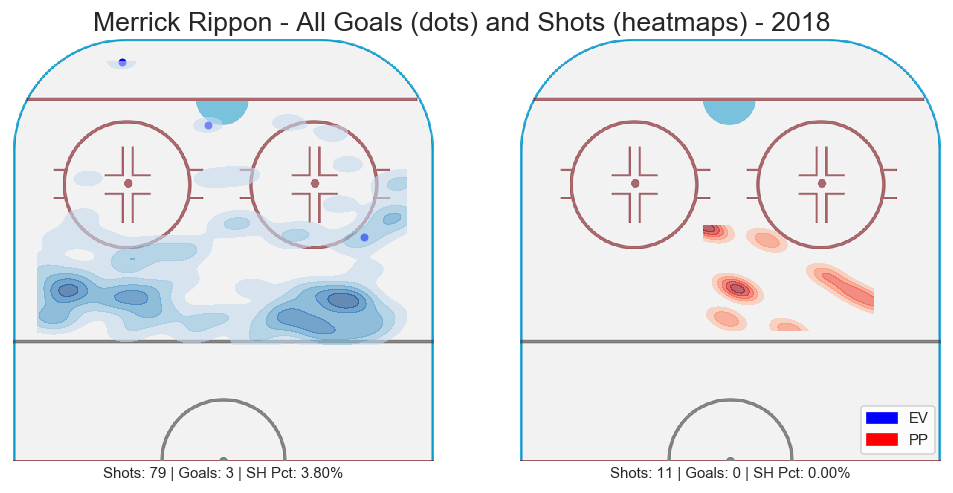 Merrick Rippon - All Goals (dots) and Shots (heatmaps) - 2018
EV
PP
Shots: 79 | Goals: 3 | SH Pct: 3.80%
Shots: 11 | Goals: 0 | SH Pct: 0.00%